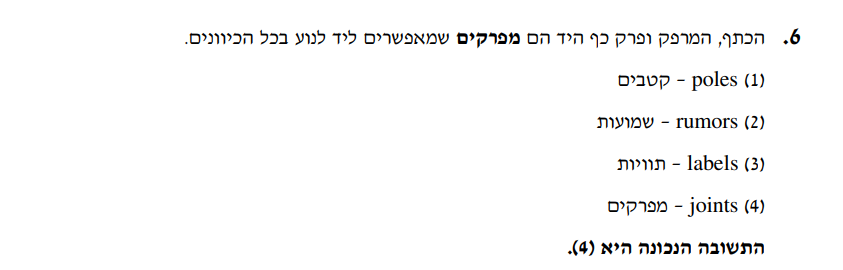 6. הכתף, המרפק ופרק כף היד הם מפרקים שמאפשרים ליד לנוע בכל הכיוונים.
(1) poles – קטבים
(2) rumors – שמועות
(3) labels – תוויות
(4) joints – מפרקים
התשובה הנכונה היא (4).